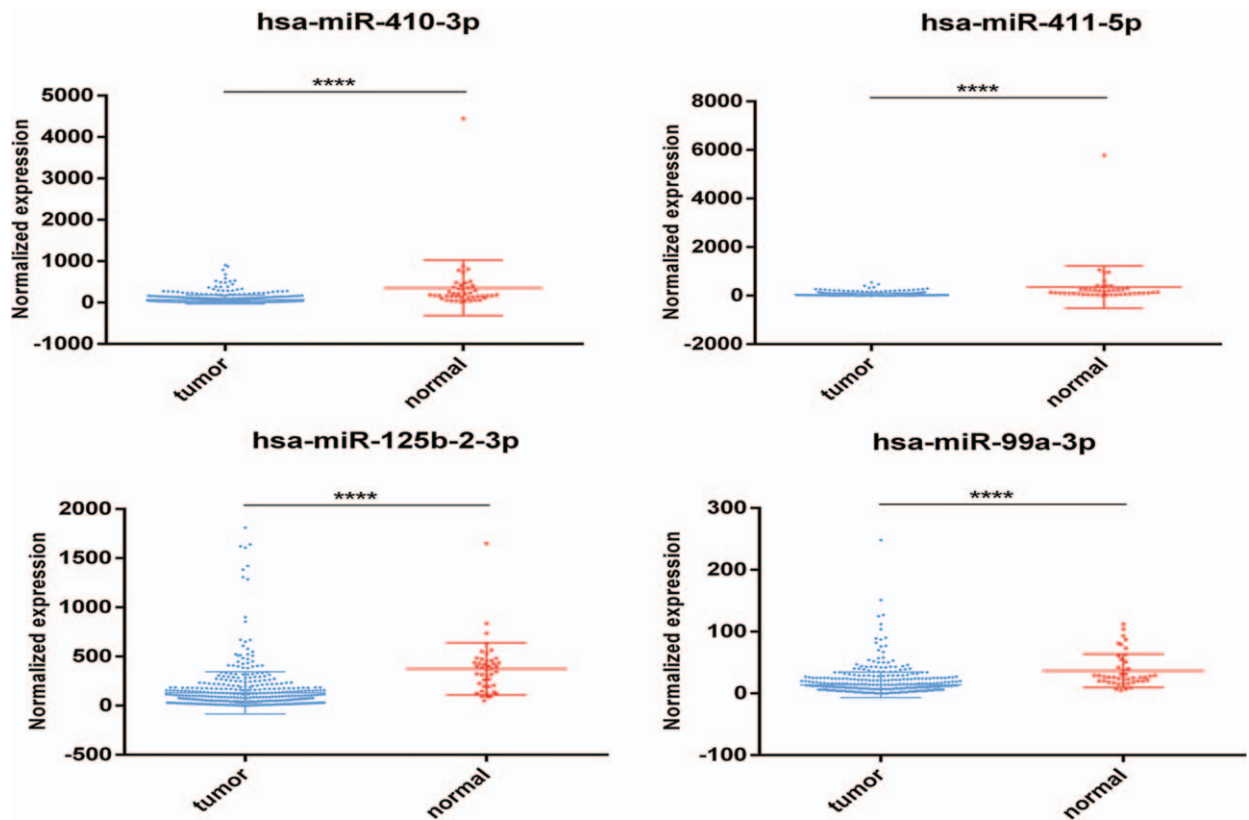 hsa-miR-410-3p
****
Normalized expression
5000
4000
3000
2000
1000
0
-1000
tumor
normal
hsa-miR-411-5p
****
Normalized expression
8000
6000
4000
2000
0
-2000
tumor
normal
hsa-miR-125b-2-3p
****
Normalized expression
2000
1500
1000
500
0
-500
tumor
normal
hsa-miR-99a-3p
****
Normalized expression
300
200
100
0
-100
tumor
normal